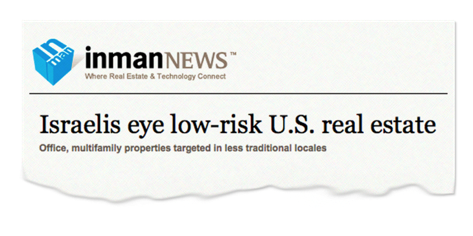 inman
inmanNEWS™
Where Real Estate & Technology Connect
Israelis eye low-risk U.S. real estate
Office, multifamily properties targeted in less traditional locales